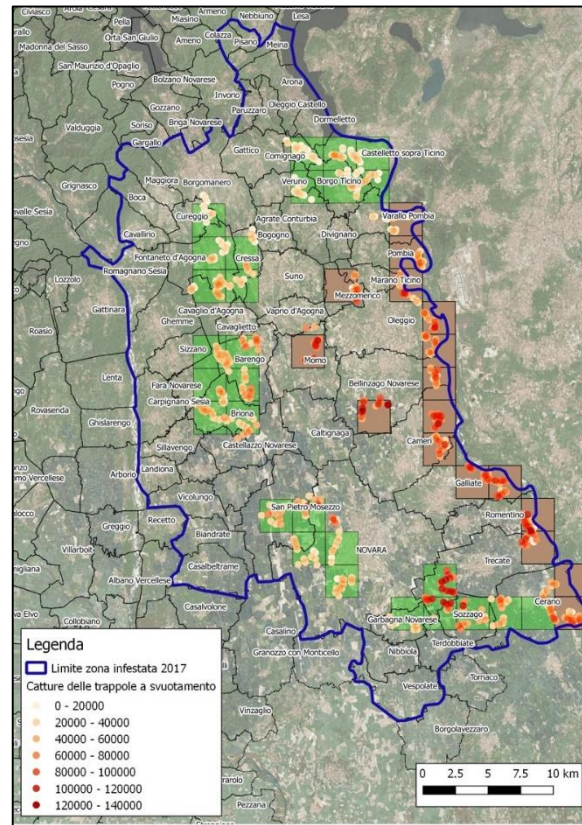 Civiasco
Armeno
Nebbiuno
Miasino
Lesa
Pella
Colazza
Orta San Giulio
Ameno
Pisano
Meina
Madonna del Sasso
San Maurizio d'Opaglio
Bolzano Novarese
Arona
Pogno
Invorio
Oleggio Castello
Gozzano
Paruzzaro
Dormelletto
Valduggia
Soriso
Briga Novarese
Gargallo
Gattico
Comignago
Castelletto sopra Ticino
Grignasco
Maggiora
Borgomanero
Veruno
Borgo Ticino
Boca
Cureggio
Agrate Conturbia
Varallo Pombia
Cavallirio
Bogogno
Divignano
Fontaneto d'Agogna
Cressa
Pombia
Romagnano Sesia
Suno
Marano Ticino
Lozzolo
Mezzomerico
Gattinara
Cavaglio d'Agogna
Oleggio
Ghemme
Cavaglietto
Vaprio d'Agogna
Roasio
Sizzano
Barengo
Momo
Lenta
Fara Novarese
Bellinzago Novarese
Rovasenda
Carpignano Sesia
Ghislarengo
Briona
Cameri
Sillavengo
Castellazzo Novarese
Caltignaga
Arborio
Landiona
Galliate
Vicolungo
San Pietro Mosezzo
Romentino
Greggio
Recetto
Biandrate
NOVARA
Trecate
Villarboit
Casalbeltrame
Albano Vercellese
Cerano
Casalvolone
Garbagna Novarese
Sozzago
Collobiano
Casalino
Terdobbiate
Nibbiola
Granozzo con Monticello
Tornaco
Vespolate
Vinzaglio
Borgolavezzaro
Pezzana
Legenda
Limite zona infestata 2017
Catture delle trappole a svuotamento
0 - 20000
20000 - 40000
40000 - 60000
60000 - 80000
80000 - 100000
100000 - 120000
120000 - 140000
0 2.5 5 7.5 10 km